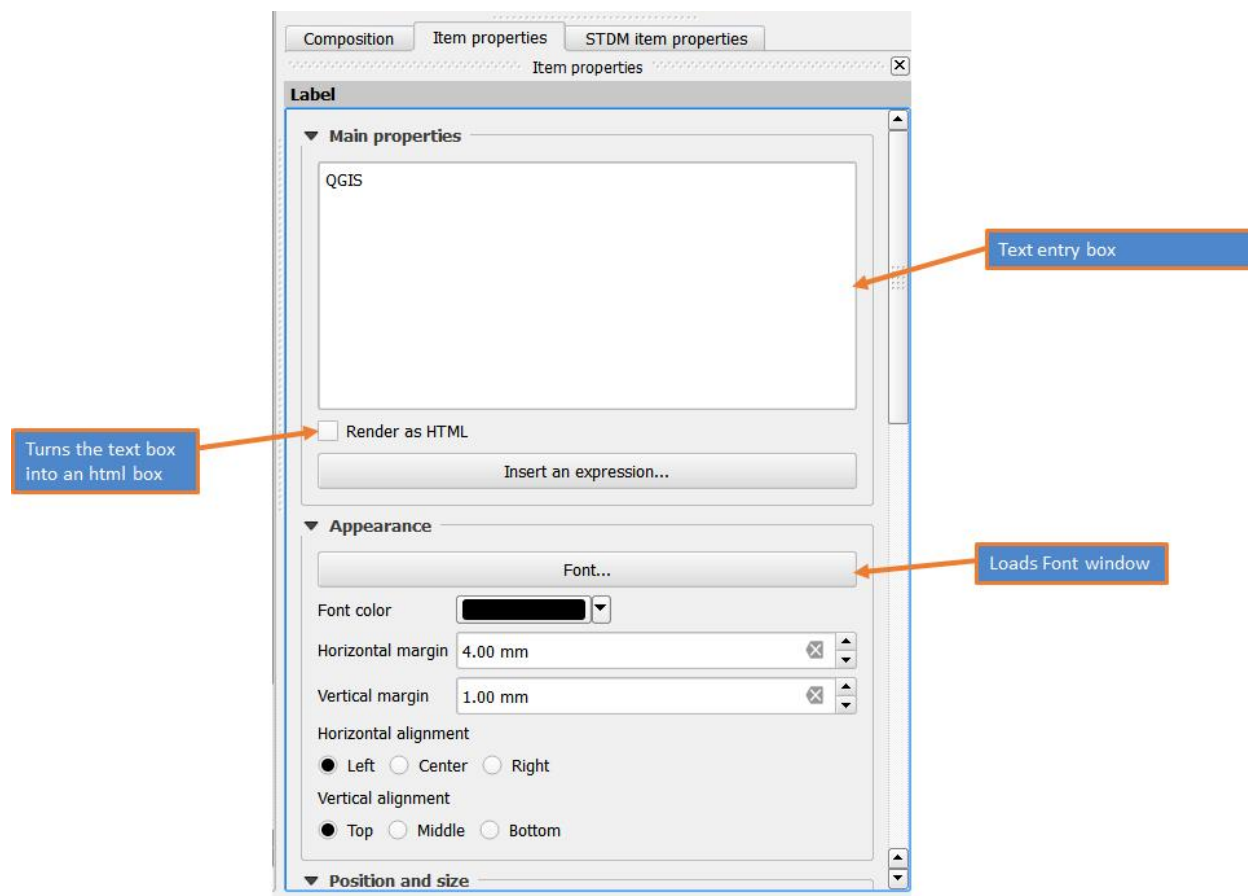 Composition Item properties STDM item properties
Item properties
Label
Main properties
QGIS
Text entry box
Render as HTML
Turns the text box
into an html box
Insert an expression...
Appearance
Font...
Loads Font window
Font color
Horizontal margin 4.00 mm
Vertical margin 1.00 mm
Horizontal alignment
Left Center Right
Vertical alignment
Top Middle Bottom
Position and size